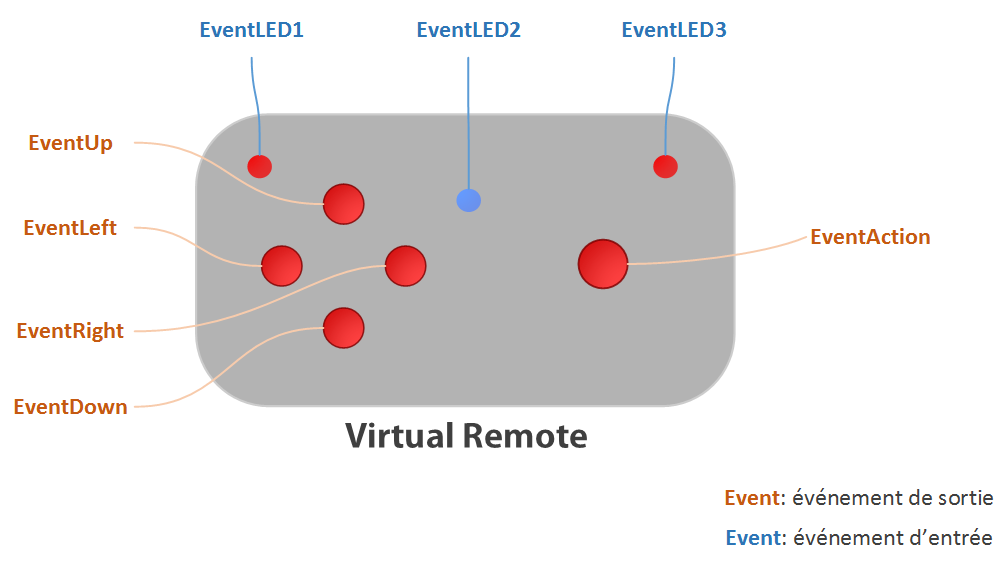 EventLED1
EventLED2
EventLED3
EventUp
EventLeft
EventAction
EventRight
EventDown
Virtual Remote
Event: événement de sortie
Event: événement d’entrée